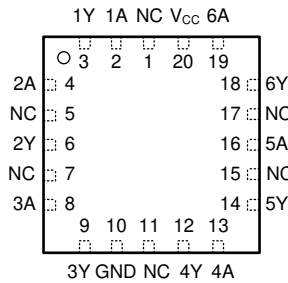 1Y 1A NC VCC 6A
3 2 1 20 19
2A 4 18 6Y
NC 5 17 NC
2Y 6 16 5A
NC 7 15 NC
3A 8 14 5Y
9 10 11 12 13
3Y GND NC 4Y 4A